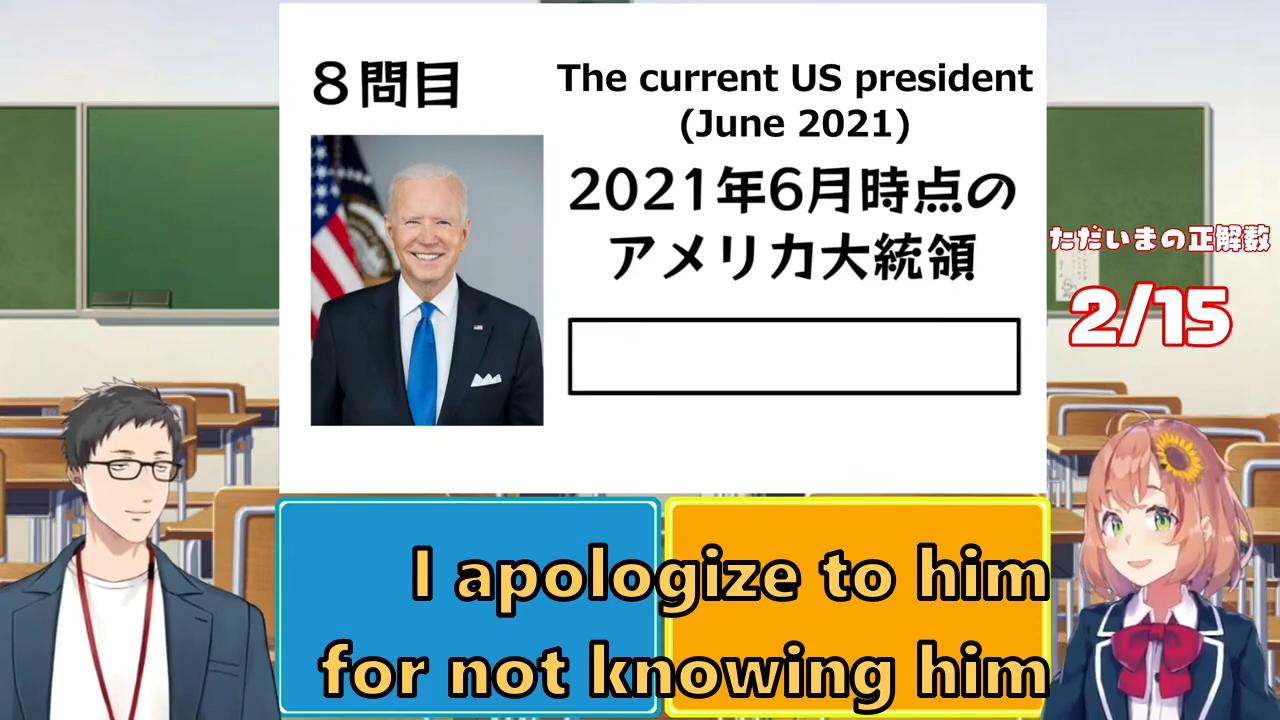 8問目
The current US president
(June 2021)
2021年6月時点の
アメリカ大統領
ただいまの正解数
2/15
I apologize to him
for not knowing him